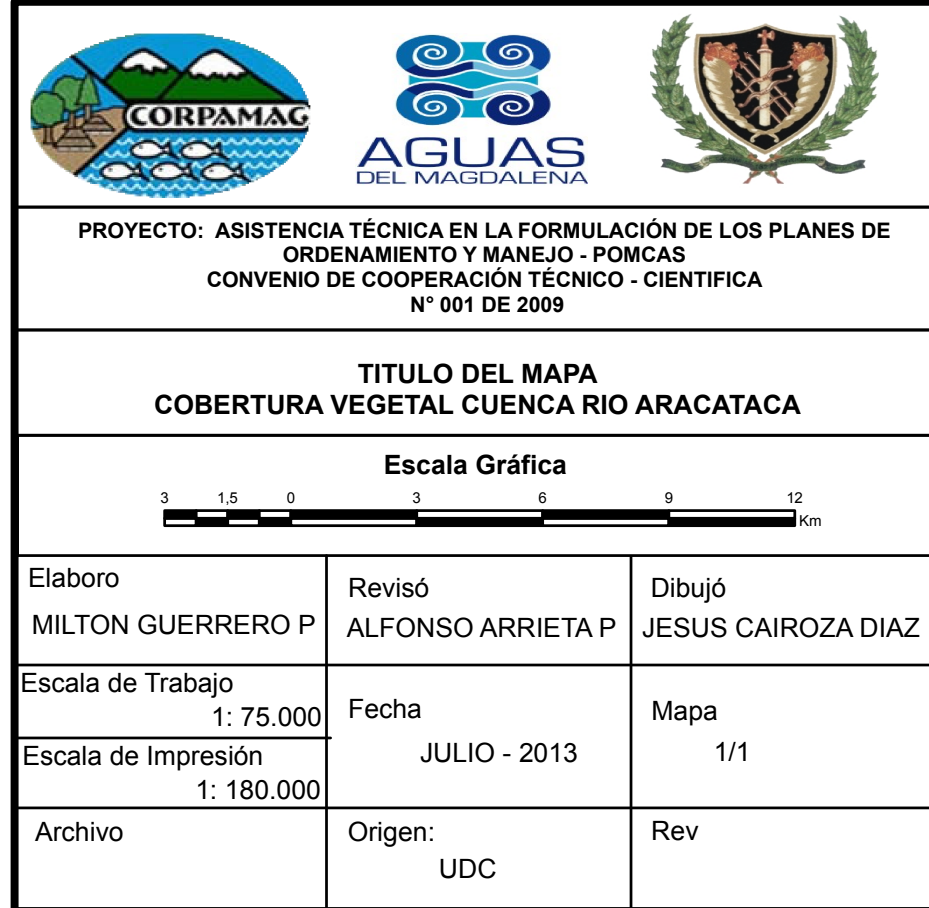 CORPAMAG
AGUAS
DEL MAGDALENA
PROYECTO: ASISTENCIA TÉCNICA EN LA FORMULACIÓN DE LOS PLANES DE
ORDENAMIENTO Y MANEJO - POMCAS
CONVENIO DE COOPERACIÓN TÉCNICO - CIENTIFICA
N° 001 DE 2009
TITULO DEL MAPA
COBERTURA VEGETAL CUENCA RIO ARACATACA
Escala Gráfica
3 1,5 0 3 6 9 12
Km
Elaboro
MILTON GUERRERO P
Revisó
ALFONSO ARRIETA P
Dibujó
JESUS CAIROZA DIAZ
Escala de Trabajo
1: 75.000
Escala de Impresión
1: 180.000
Fecha
JULIO - 2013
Mapa
1/1
Archivo
Origen:
UDC
Rev